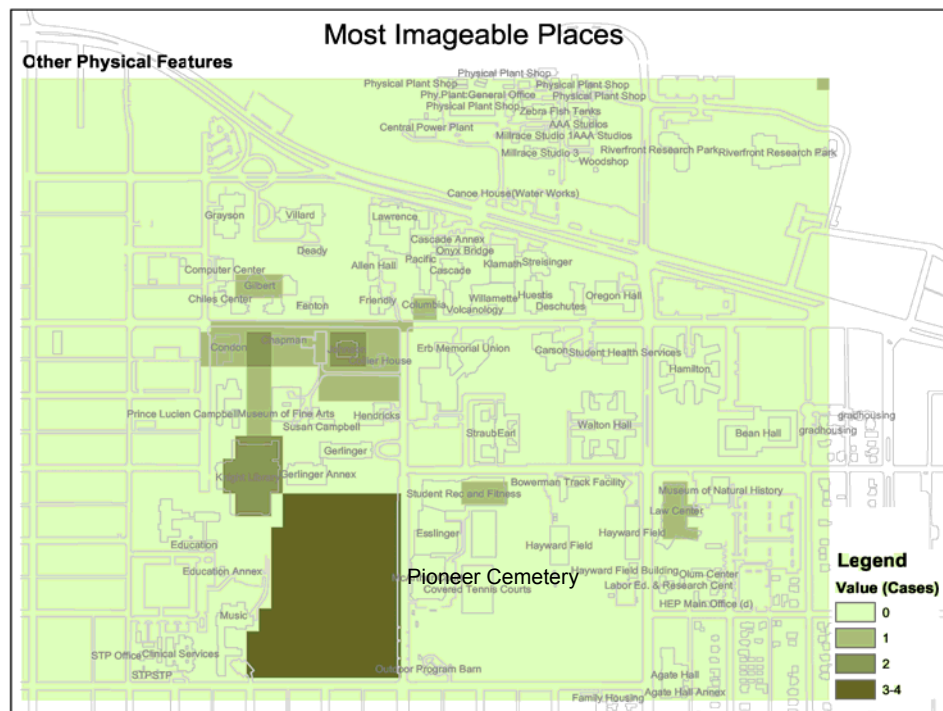 Most Imageable Places
Other Physical Features
Physical Plant Shop
Physical Plant Shop
Physical Plant Shop
Phy.Plant:General Office
Physical Plant Shop
Physical Plant Shop
Zebra Fish Tanks
Central Power Plant
AAA Studios
Millrace Studio 1
AAA Studios
Millrace Studio 3
Woodshop
Riverfront Research Park
Riverfront Research Park
Canoe House(Water Works)
Grayson
Villard
Lawrence
Deady
Cascade Annex
Onyx Bridge
Pacific
Klamath
Streisinger
Allen Hall
Cascade
Computer Center
Gilbert
Chiles Center
Fenton
Friendly
Columbia
Willamette
Volcanology
Huestis
Deschutes
Oregon Hall
Condon
Chapman
Collier House
Erb Memorial Union
Carson
Student Health Services
Hamilton
Prince Lucien Campbell
Museum of Fine Arts
Susan Campbell
Hendricks
Straub
Earl
Walton Hall
Bean Hall
gradhousing
gradhousing
Gerlinger
Gerlinger Annex
Knight Library
Student Rec and Fitness
Bowerman Track Facility
Museum of Natural History
Law Center
Education
Esslinger
Hayward Field
Hayward Field
Education Annex
Pioneer Cemetery
Covered Tennis Courts
Hayward Field Building
Olum Center
Labor Ed. & Research Cent
HEP Main Office (d)
Music
STP Office
Clinical Services
STP
STP
Outdoor Program Barn
Agate Hall
Agate Hall Annex
Family Housing
Legend
Value (Cases)
0
1
2
3-4